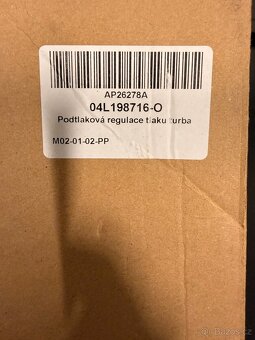 AP26278A
04L198716-O
Podtlaková regulace tlaku turba
M02-01-02-PP